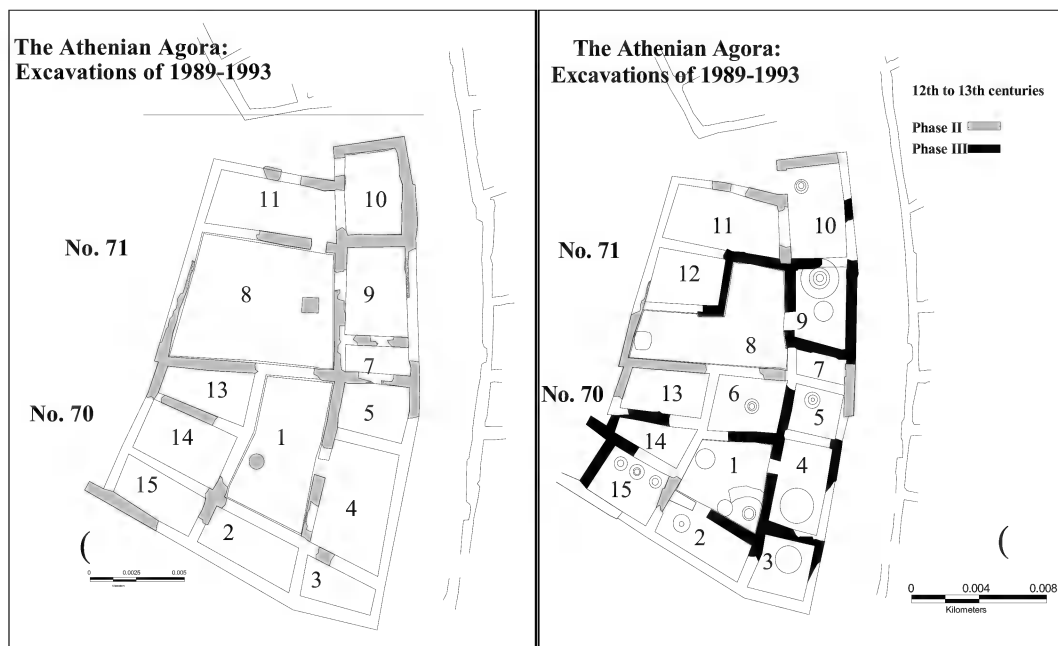 The Athenian Agora:
Excavations of 1989-1993
No. 71
No. 70
11
10
8
9
7
13
5
14
1
15
4
2
3
(
0 0.0025 0.005
The Athenian Agora:
Excavations of 1989-1993
12th to 13th centuries
Phase II
Phase III
No. 71
No. 70
11
10
12
9
8
7
13
6
5
14
1
4
15
2
3
(
0 0.004 0.008
Kilometers